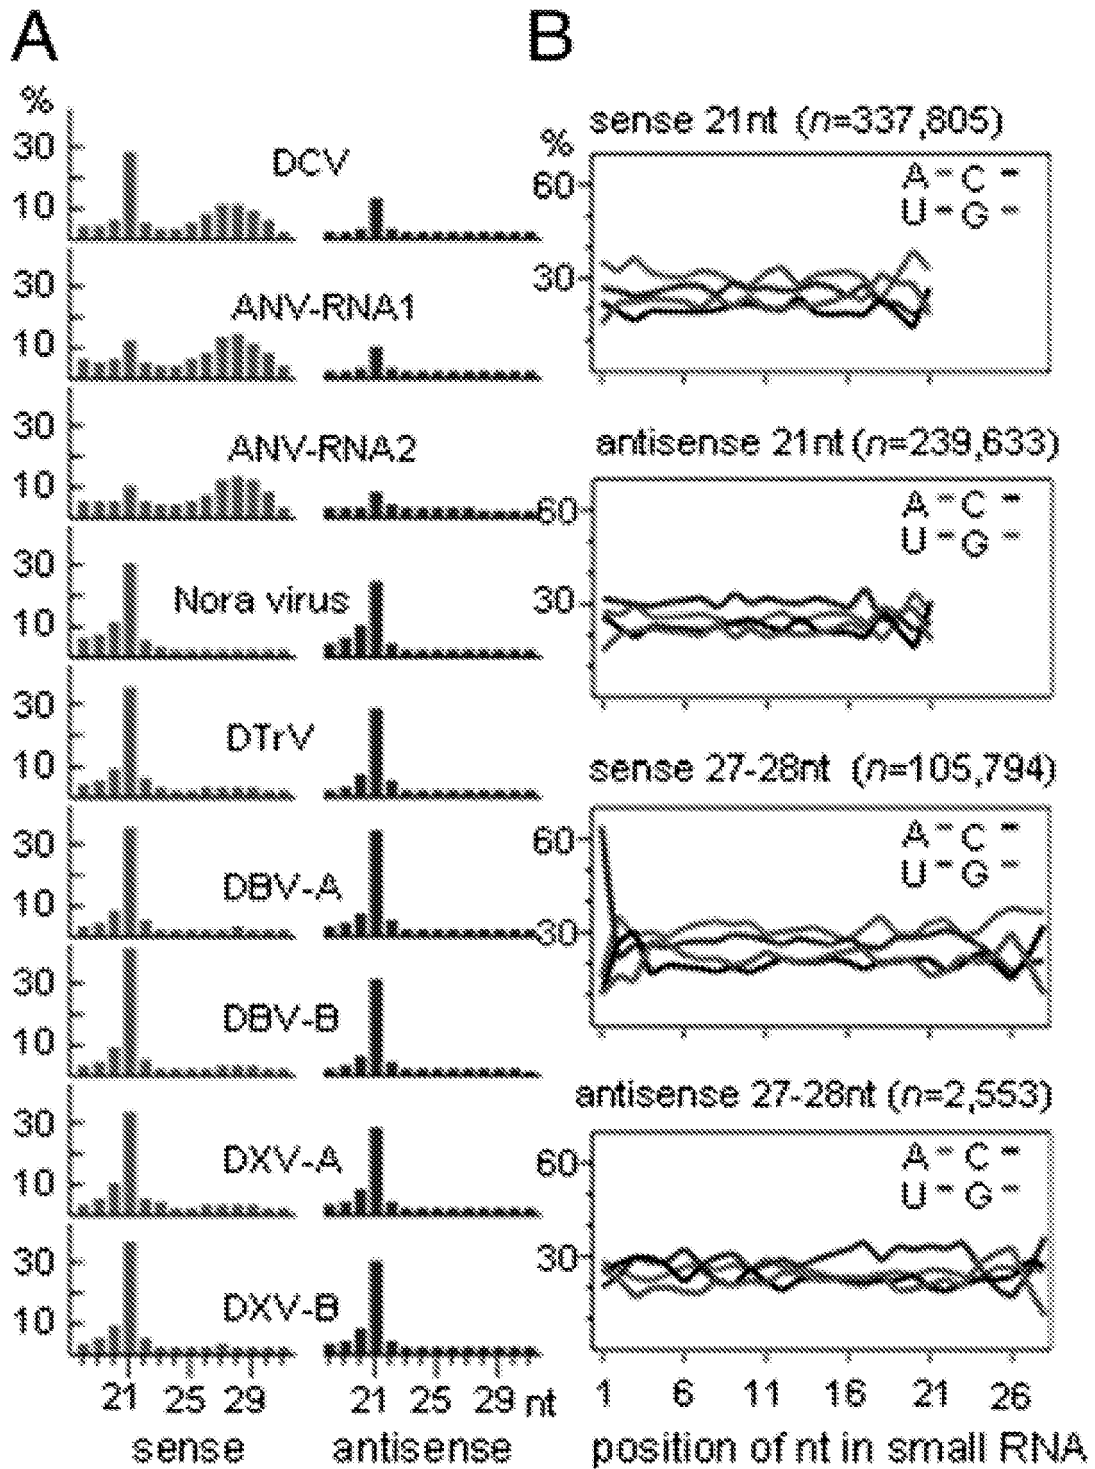 A
%
30
10
DCV
30
10
ANV-RNA1
30
10
ANV-RNA2
30
10
Nora virus
30
10
DTrV
30
10
DBV-A
30
10
DBV-B
30
10
DXV-A
30
10
DXV-B
21 25 29 21 25 29 nt
sense antisense
B
sense 21nt (n=337,805)
%
60
30
A C
U G
antisense 21nt (n=239,633)
60
30
A C
U G
sense 27-28nt (n=105,794)
60
30
A C
U G
antisense 27-28nt (n=2,553)
60
30
A C
U G
1 6 11 16 21 26
position of nt in small RNA